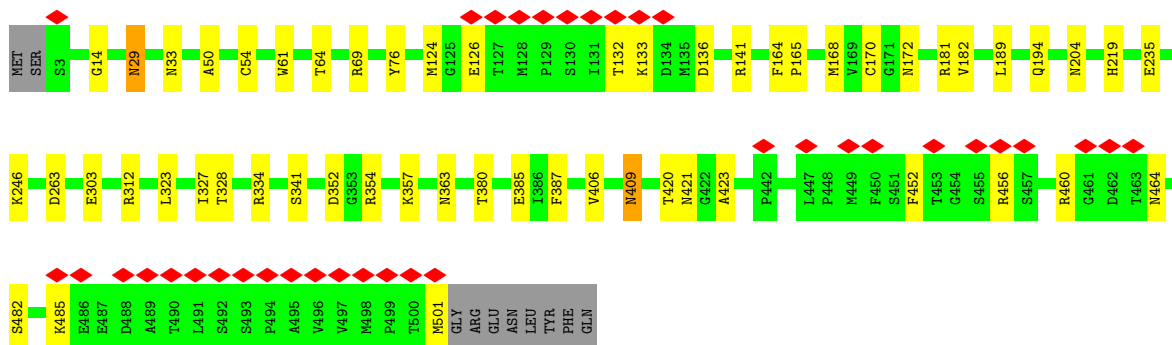 MET SER S3 G14 N29 N33 A50 C54 W61 T64 R69 Y76 M124 G125 E126 T127 M128 P129 S130 I131 T132 K133 D134 M135 D136 R141 F164 P165 M168 V169 C170 G171 N172 R181 V182 L189 Q194 N204 H219 E235
K246 D263 E303 R312 L323 I327 T328 R334 S341 D352 G353 R354 K357 N363 T380 E385 I386 F387 V406 N409 T420 N421 G422 A423 P442 L447 P448 M449 F450 S451 F452 T453 G454 S455 R456 S457 R460 G461 D462 T463 N464
S482 K485 E486 E487 D488 A489 T490 L491 S492 S493 P494 A495 V496 V497 M498 P499 T500 M501 GLY ARG GLU ASN LEU TYR PHE GLN